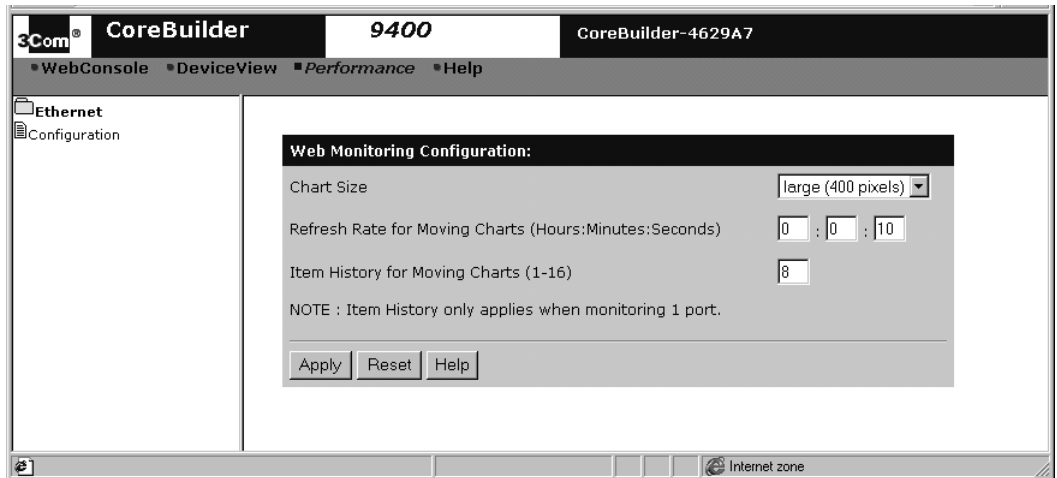 3Com® CoreBuilder 9400 CoreBuilder-4629A7
WebConsole DeviceView Performance Help
Ethernet
Configuration
Web Monitoring Configuration:
Chart Size large (400 pixels)
Refresh Rate for Moving Charts (Hours:Minutes:Seconds) 0 : 0 : 10
Item History for Moving Charts (1-16) 8
NOTE : Item History only applies when monitoring 1 port.
Apply Reset Help
Internet zone